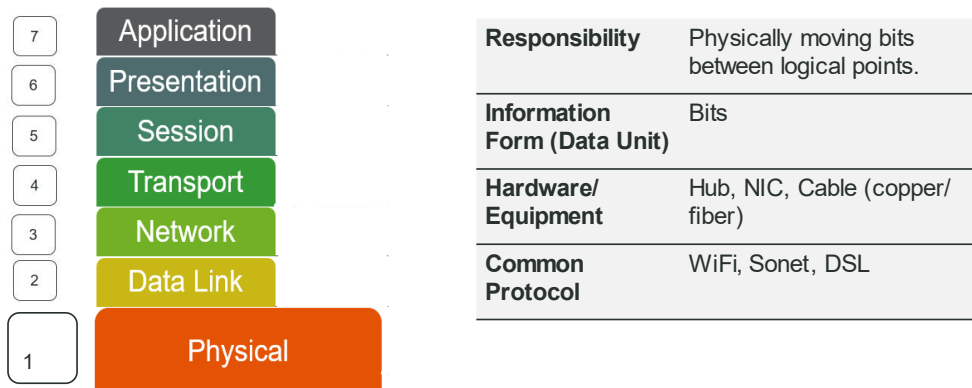 7
Application
6
Presentation
5
Session
4
Transport
3
Network
2
Data Link
1
Physical
Responsibility
Physically moving bits
between logical points.
Information
Form (Data Unit)
Bits
Hardware/
Equipment
Hub, NIC, Cable (copper/
fiber)
Common
Protocol
WiFi, Sonet, DSL